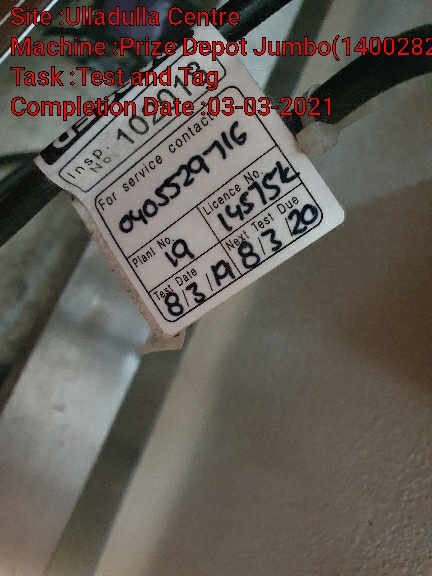 Site :Ulladulla Centre
Machine :Prize Depot Jumbo(1400282
Task :Test and Tag
Completion Date :03-03-2021
Insp. No. 102013
For service contact
0405529716
Plant No. Licence No.
19 14575k
Test Date Next Test Due
8/3/19 8/3/20